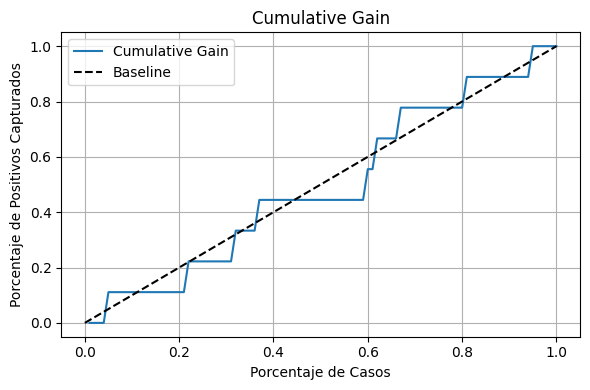 Cumulative Gain
Cumulative Gain
Baseline
Porcentaje de Positivos Capturados
1.0
0.8
0.6
0.4
0.2
0.0
0.0 0.2 0.4 0.6 0.8 1.0
Porcentaje de Casos